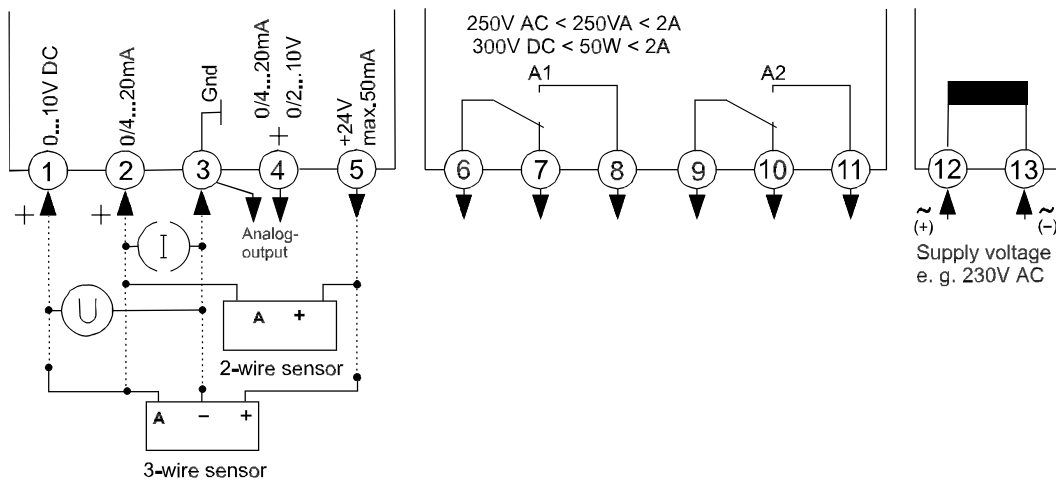 250V AC < 250VA < 2A
300V DC < 50W < 2A
0...10V DC
0/4...20mA
Gnd
0/4...20mA
+
0/2...10V
+24V
max.50mA
A1
A2
1
2
3
4
5
6
7
8
9
10
11
12
13
+
+
Analog-
output
I
U
~
(+)
~
(−)
Supply voltage
e. g. 230V AC
A +
2-wire sensor
A − +
3-wire sensor